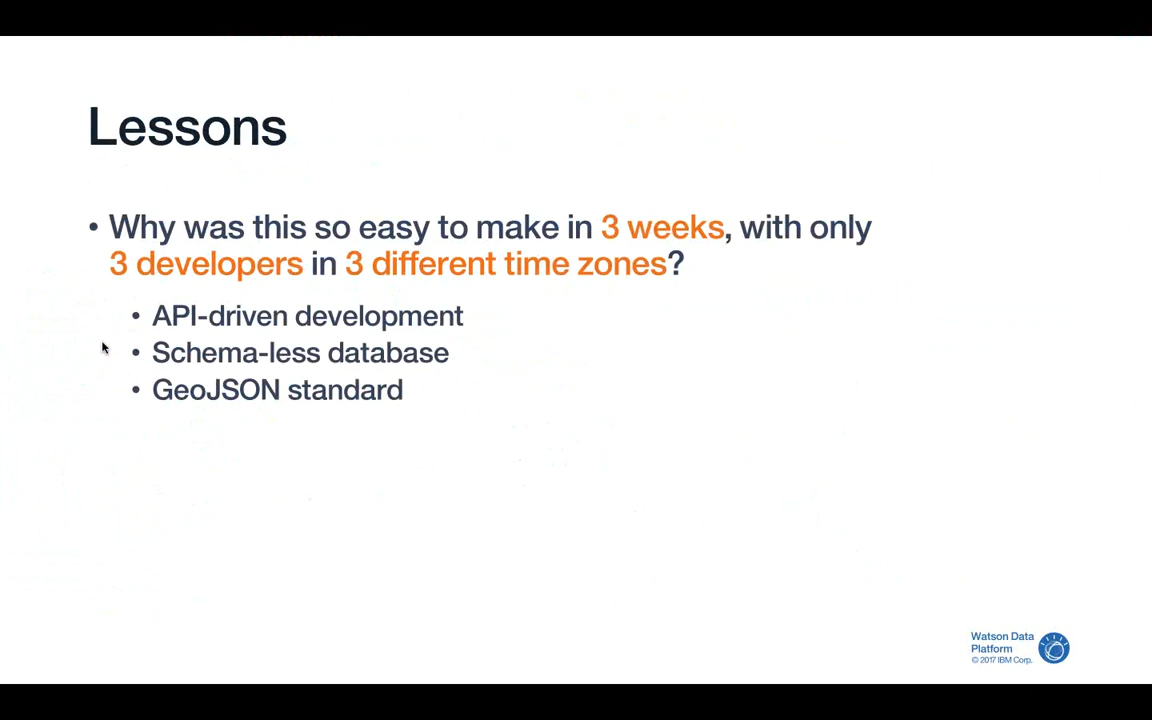 Lessons
• Why was this so easy to make in 3 weeks, with only
3 developers in 3 different time zones?
• API-driven development
• Schema-less database
• GeoJSON standard
Watson Data
Platform
© 2017 IBM Corp.